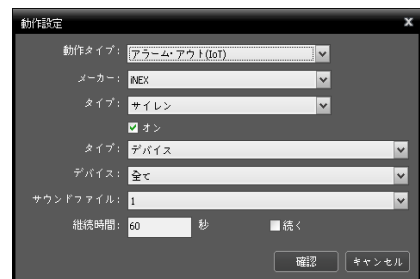 動作設定 x
動作タイプ: アラーム・アウト(IoT)
メーカー: iNEX
タイプ: サイレン
オン
タイプ: デバイス
デバイス: 全て
サウンドファイル: 1
継続時間: 60 秒 続く
確認 キャンセル